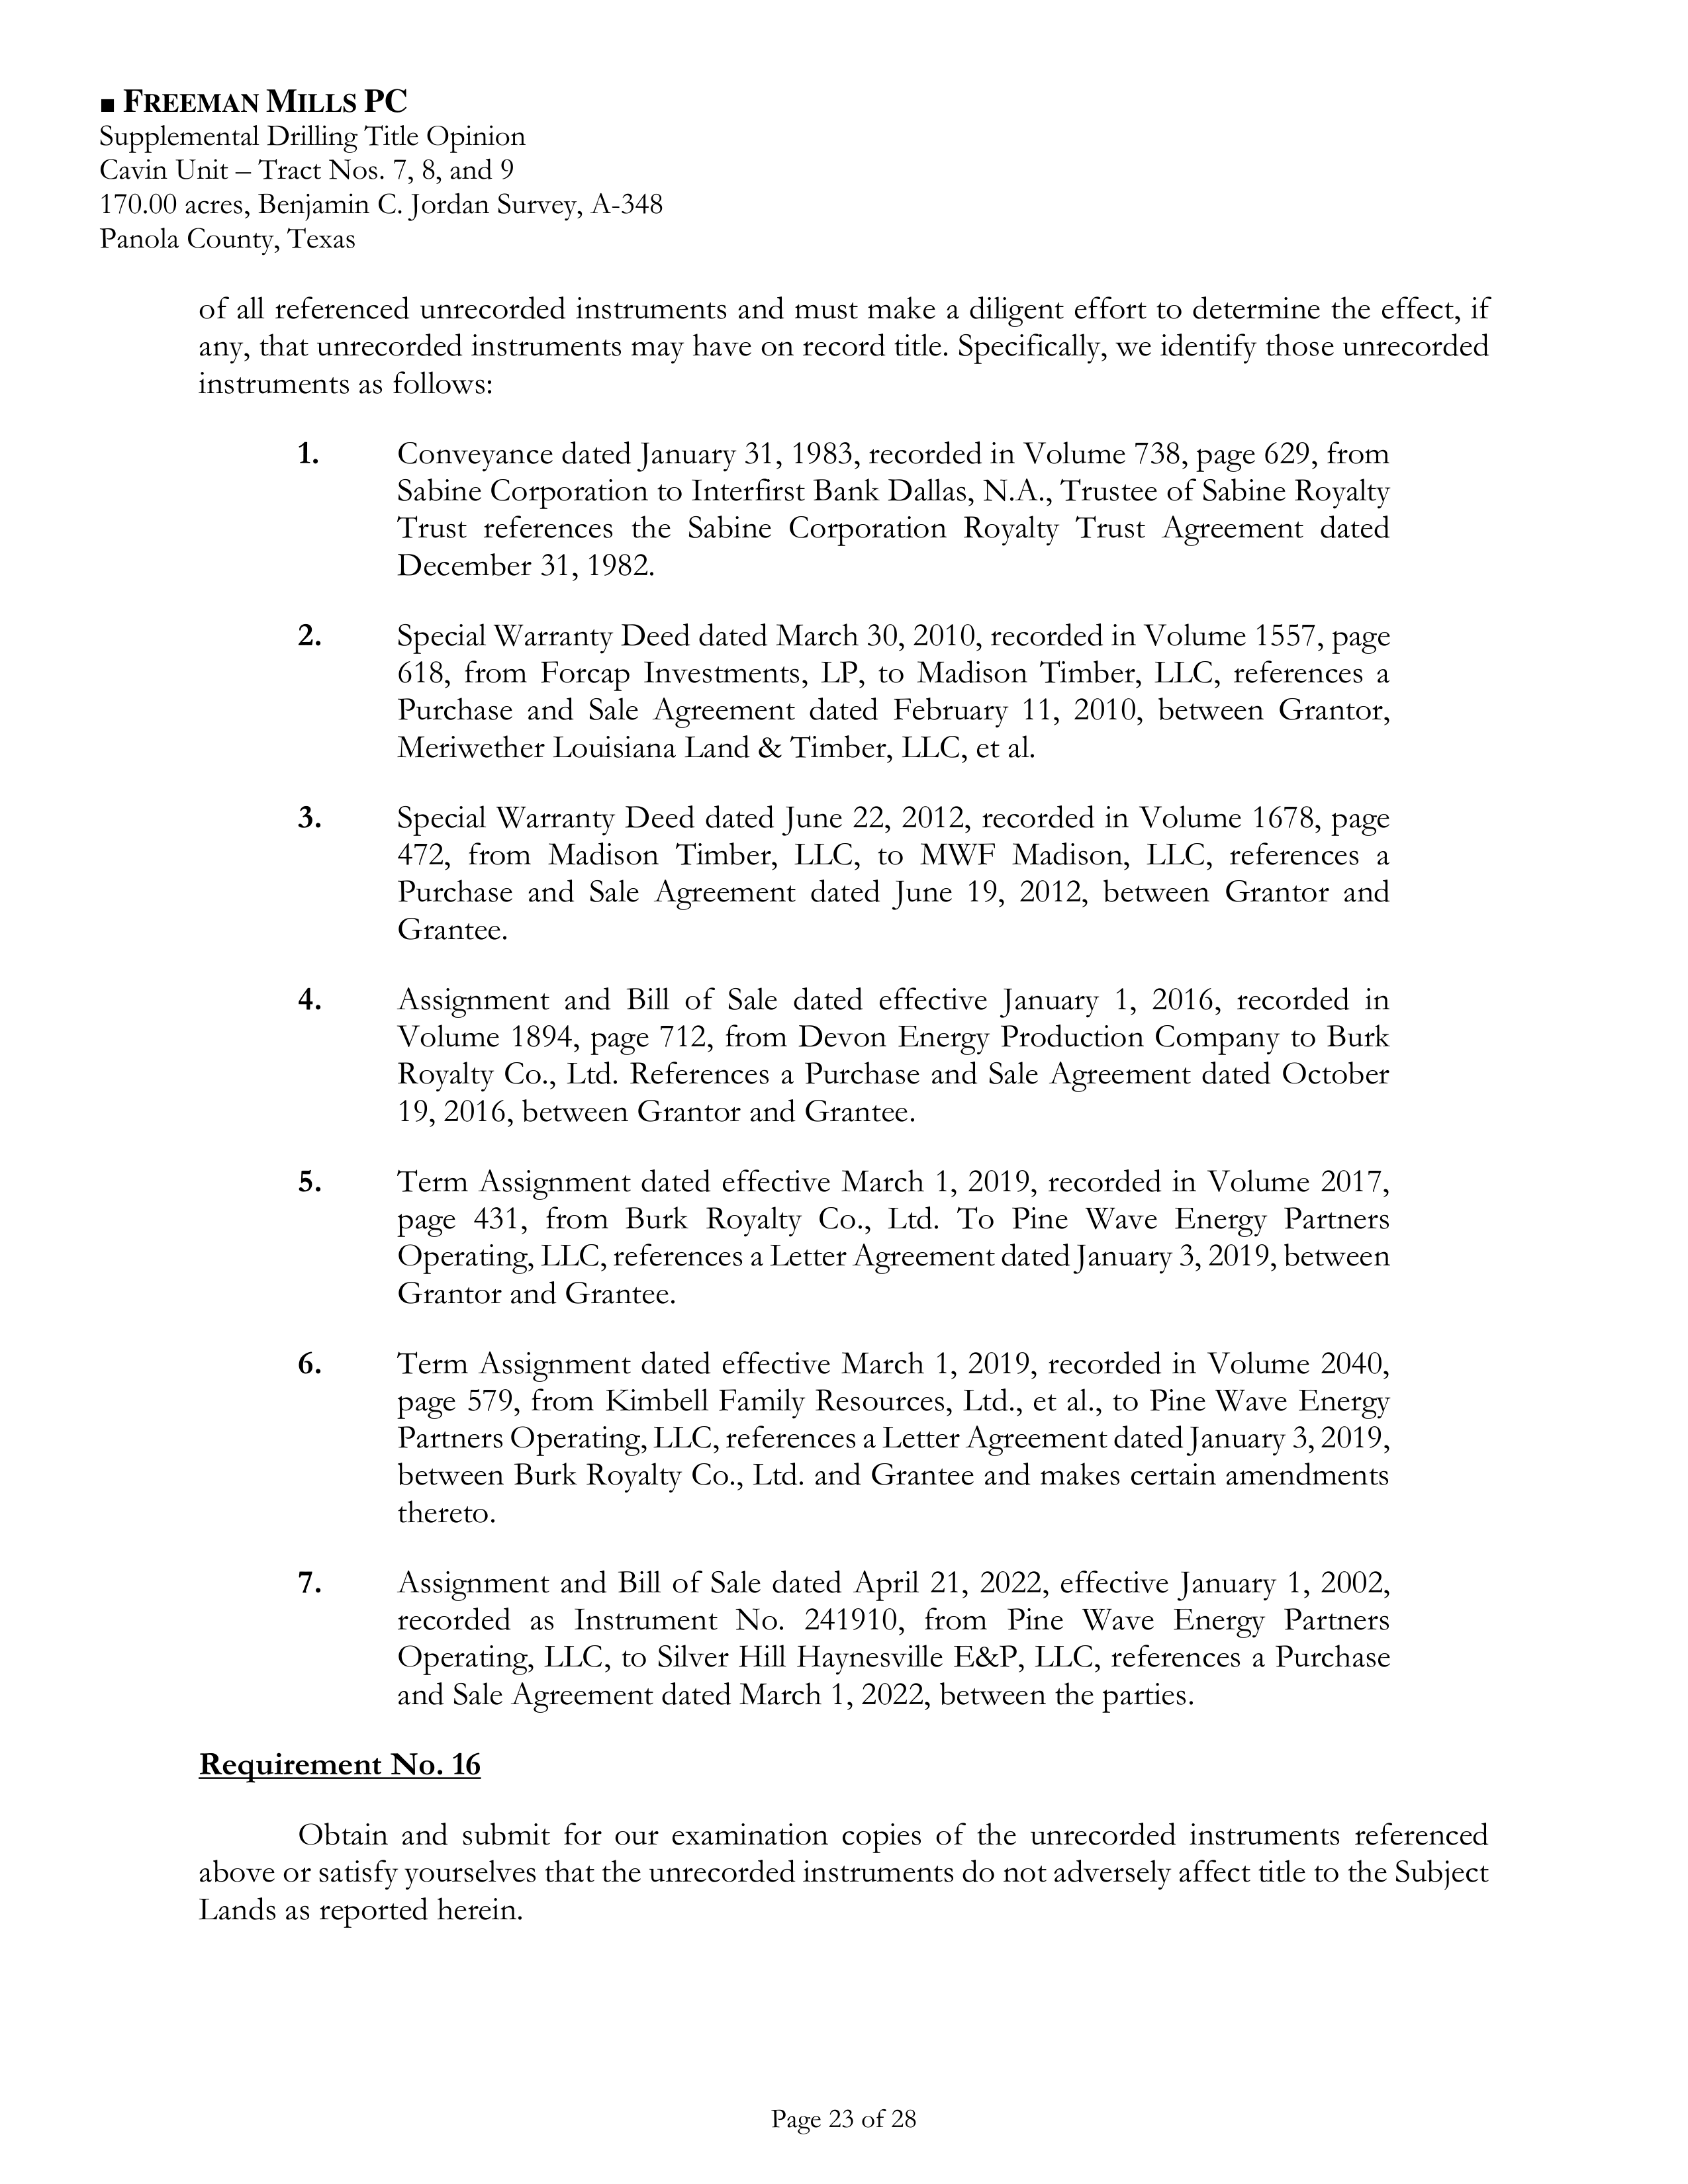 ■ FREEMAN MILLS PC
Supplemental Drilling Title Opinion
Cavin Unit – Tract Nos. 7, 8, and 9
170.00 acres, Benjamin C. Jordan Survey, A-348
Panola County, Texas
of all referenced unrecorded instruments and must make a diligent effort to determine the effect, if
any, that unrecorded instruments may have on record title. Specifically, we identify those unrecorded
instruments as follows:
1. Conveyance dated January 31, 1983, recorded in Volume 738, page 629, from
Sabine Corporation to Interfirst Bank Dallas, N.A., Trustee of Sabine Royalty
Trust references the Sabine Corporation Royalty Trust Agreement dated
December 31, 1982.
2. Special Warranty Deed dated March 30, 2010, recorded in Volume 1557, page
618, from Forcap Investments, LP, to Madison Timber, LLC, references a
Purchase and Sale Agreement dated February 11, 2010, between Grantor,
Meriwether Louisiana Land & Timber, LLC, et al.
3. Special Warranty Deed dated June 22, 2012, recorded in Volume 1678, page
472, from Madison Timber, LLC, to MWF Madison, LLC, references a
Purchase and Sale Agreement dated June 19, 2012, between Grantor and
Grantee.
4. Assignment and Bill of Sale dated effective January 1, 2016, recorded in
Volume 1894, page 712, from Devon Energy Production Company to Burk
Royalty Co., Ltd. References a Purchase and Sale Agreement dated October
19, 2016, between Grantor and Grantee.
5. Term Assignment dated effective March 1, 2019, recorded in Volume 2017,
page 431, from Burk Royalty Co., Ltd. To Pine Wave Energy Partners
Operating, LLC, references a Letter Agreement dated January 3, 2019, between
Grantor and Grantee.
6. Term Assignment dated effective March 1, 2019, recorded in Volume 2040,
page 579, from Kimbell Family Resources, Ltd., et al., to Pine Wave Energy
Partners Operating, LLC, references a Letter Agreement dated January 3, 2019,
between Burk Royalty Co., Ltd. and Grantee and makes certain amendments
thereto.
7. Assignment and Bill of Sale dated April 21, 2022, effective January 1, 2002,
recorded as Instrument No. 241910, from Pine Wave Energy Partners
Operating, LLC, to Silver Hill Haynesville E&P, LLC, references a Purchase
and Sale Agreement dated March 1, 2022, between the parties.
Requirement No. 16
Obtain and submit for our examination copies of the unrecorded instruments referenced
above or satisfy yourselves that the unrecorded instruments do not adversely affect title to the Subject
Lands as reported herein.
Page 23 of 28